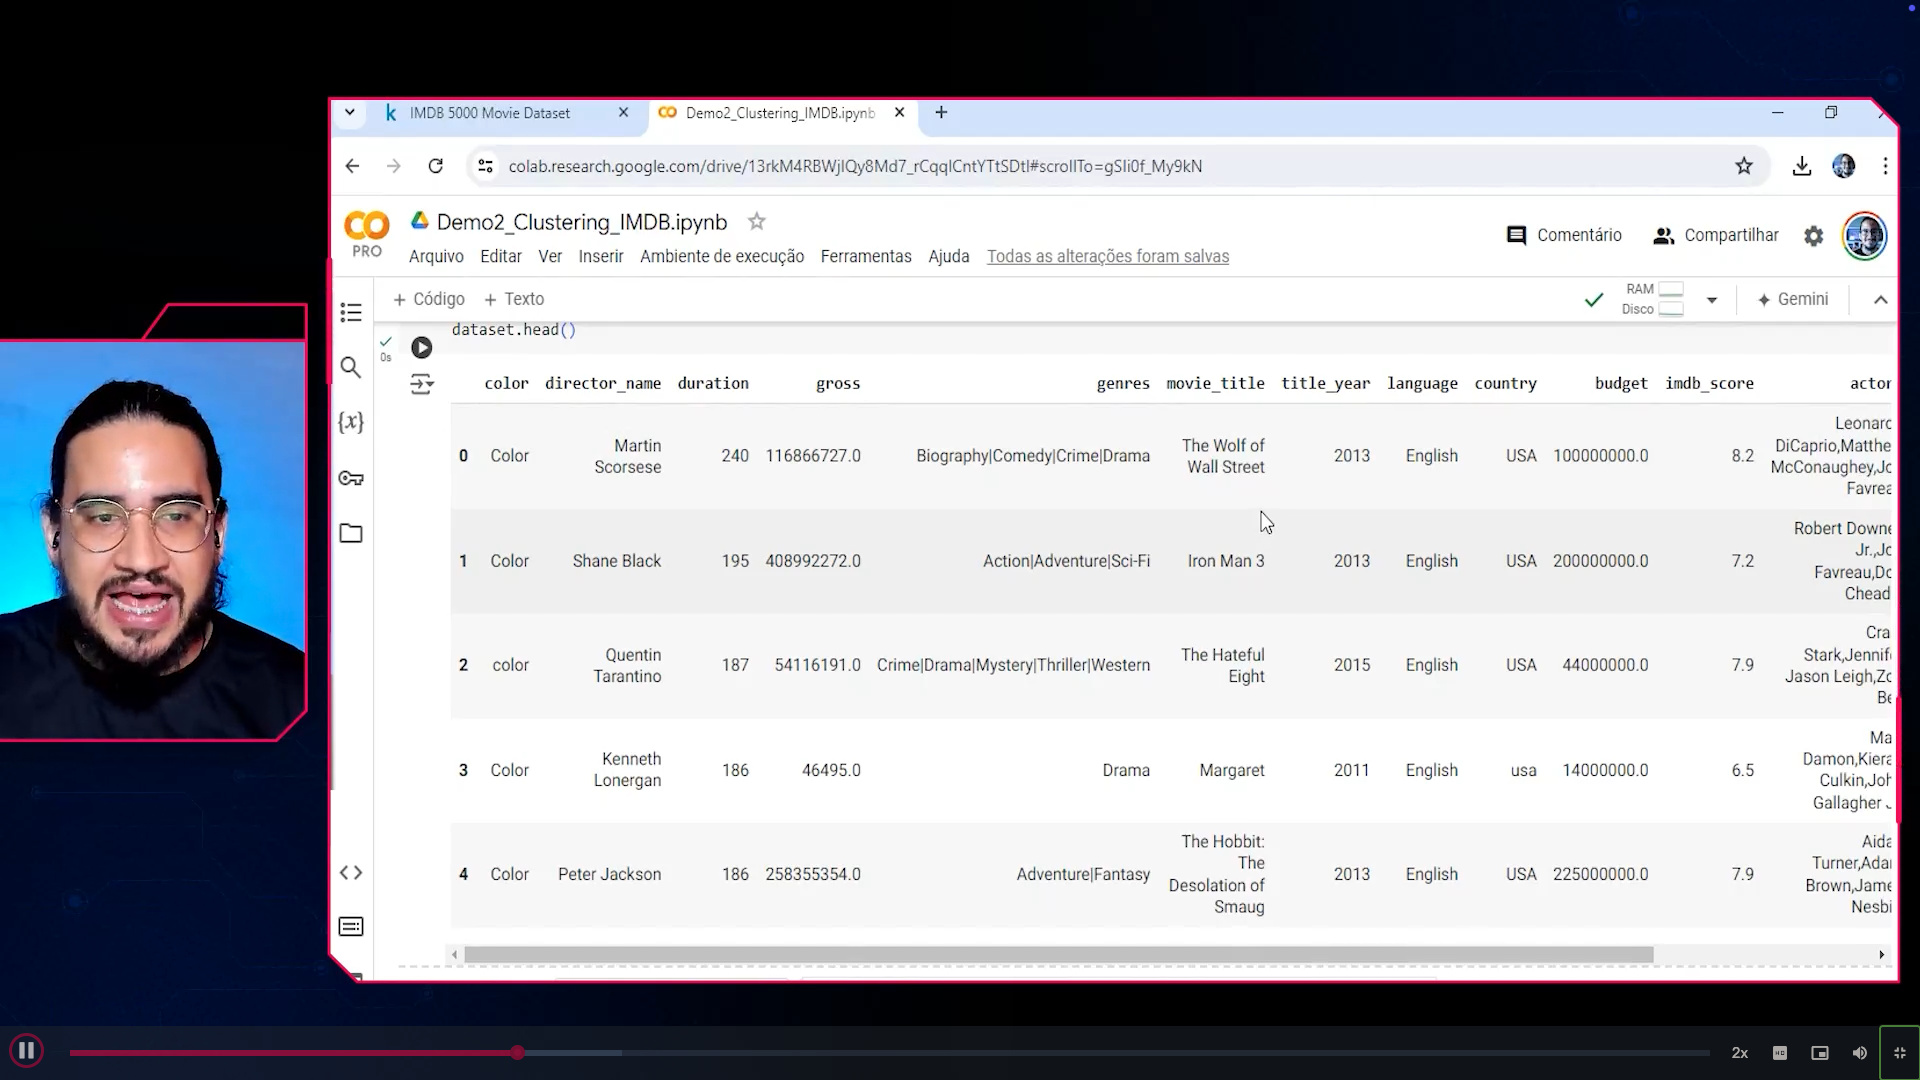 IMDB 5000 Movie Dataset
Demo2_Clustering_IMDB.ipynb
colab.research.google.com/drive/13rkM4RBWjIQy8Md7_rCqqlCntYTtSDtI#scrollTo=gSIi0f_My9kN
CO
PRO
Demo2_Clustering_IMDB.ipynb
Comentário
Compartilhar
Arquivo Editar Ver Inserir Ambiente de execução Ferramentas Ajuda Todas as alterações foram salvas
+ Código + Texto
RAM
Disco
Gemini
dataset.head()
0s
color director_name duration gross genres movie_title title_year language country budget imdb_score actor
0 Color Martin Scorsese 240 116866727.0 Biography|Comedy|Crime|Drama The Wolf of Wall Street 2013 English USA 100000000.0 8.2 Leonard DiCaprio,Matthe McConaughey,Jo Favrea
1 Color Shane Black 195 408992272.0 Action|Adventure|Sci-Fi Iron Man 3 2013 English USA 200000000.0 7.2 Robert Downe Jr.,Jo Favreau,Do Chead
2 color Quentin Tarantino 187 54116191.0 Crime|Drama|Mystery|Thriller|Western The Hateful Eight 2015 English USA 44000000.0 7.9 Cra Stark,Jennife Jason Leigh,Zo Be
3 Color Kenneth Lonergan 186 46495.0 Drama Margaret 2011 English usa 14000000.0 6.5 Ma Damon,Kiera Culkin,Joh Gallagher J
4 Color Peter Jackson 186 258355354.0 Adventure|Fantasy The Hobbit: The Desolation of Smaug 2013 English USA 225000000.0 7.9 Aida Turner,Ada Brown,Jame Nesbi
2x